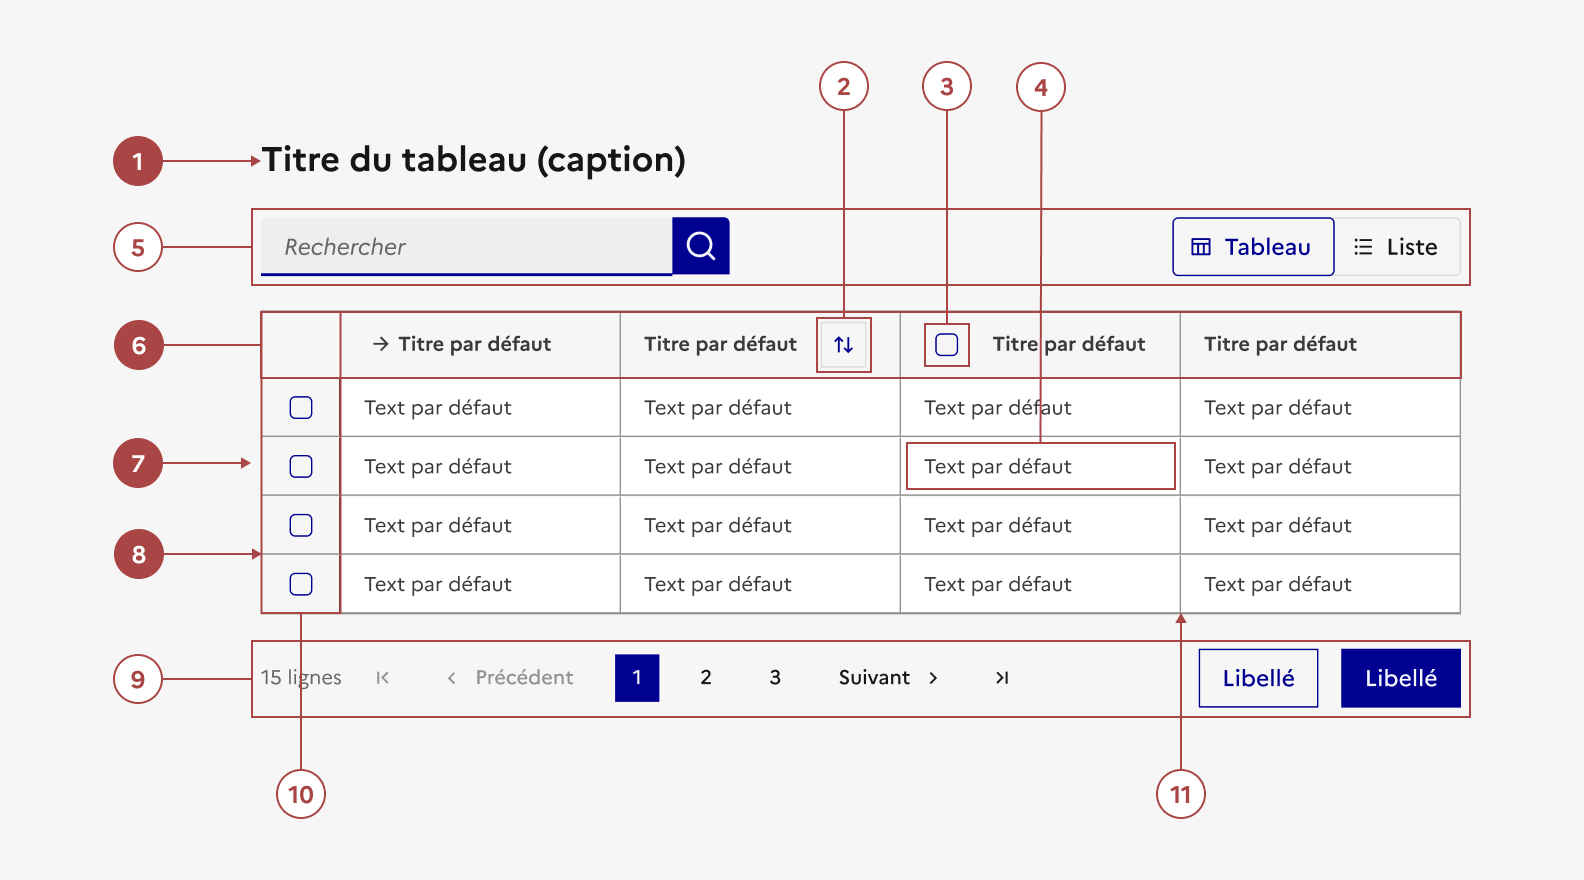 2 3 4
1 Titre du tableau (caption)
5 Rechercher Tableau Liste
6 Titre par défaut Titre par défaut Titre par défaut Titre par défaut
Text par défaut Text par défaut Text par défaut Text par défaut
7 Text par défaut Text par défaut Text par défaut Text par défaut
Text par défaut Text par défaut Text par défaut Text par défaut
8
Text par défaut Text par défaut Text par défaut Text par défaut
9 15 lignes Précédent 1 2 3 Suivant Libellé Libellé
10 11